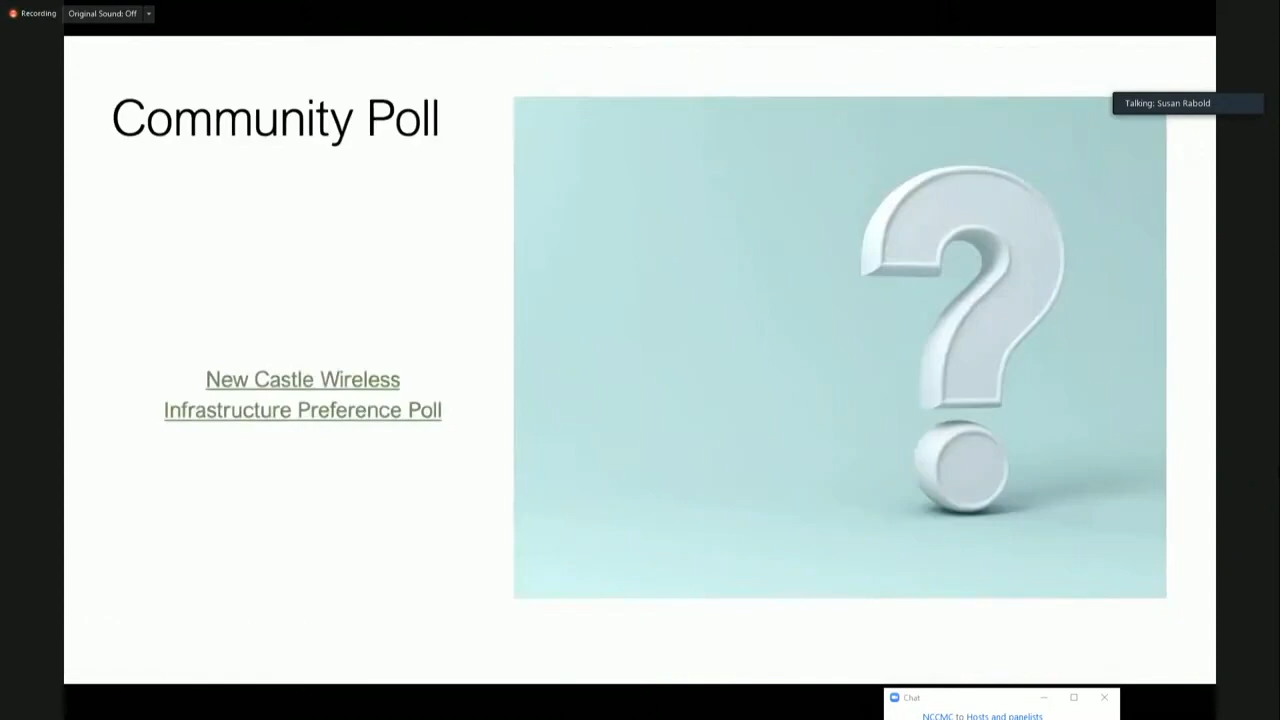 Recording
Original Sound: Off
Community Poll
Talking: Susan Rabold
New Castle Wireless
Infrastructure Preference Poll
Chat
NCCMC to Hosts and panelists